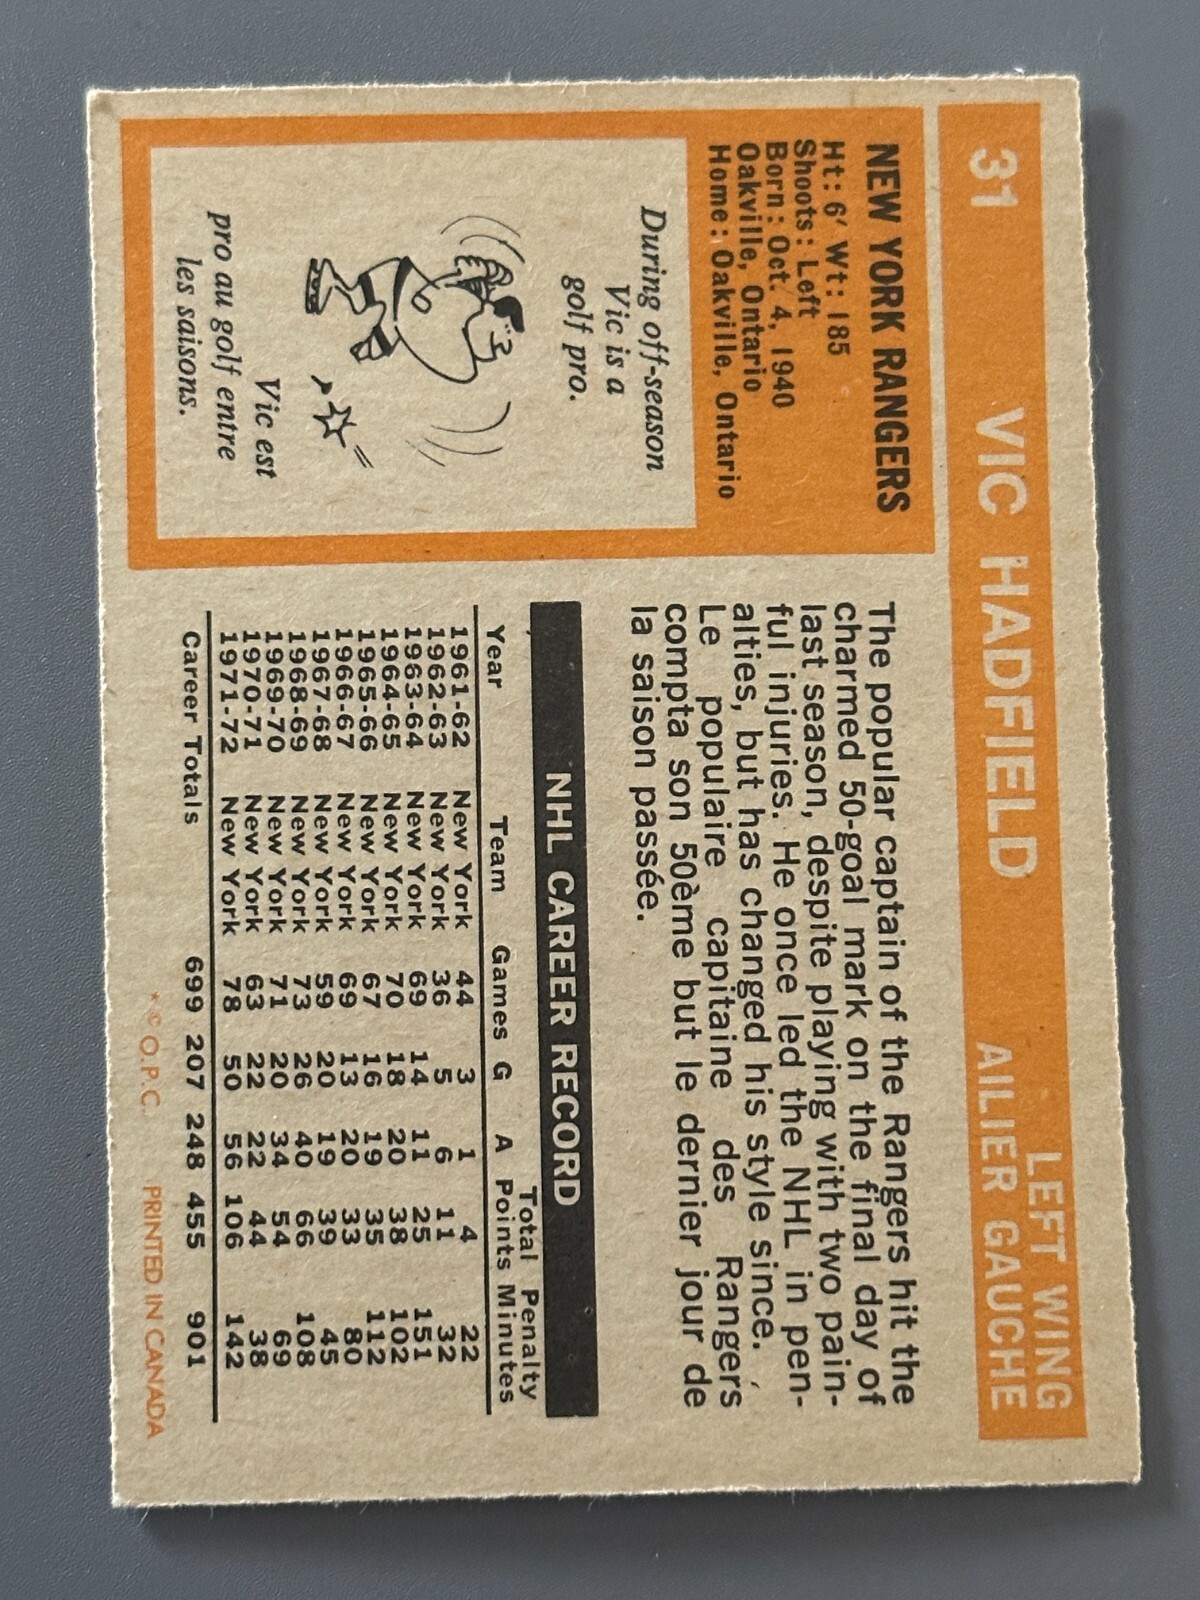 31 VIC HADFIELD LEFT WING
AILIER GAUCHE
NEW YORK RANGERS
Ht: 6' Wt: 185
Shoots: Left
Born: Oct. 4, 1940
Oakville, Ontario
Home: Oakville, Ontario
During off-season
Vic is a
golf pro.
Vic est
pro au golf entre
les saisons.
The popular captain of the Rangers hit the
charmed 50-goal mark on the final day of
last season, despite playing with two pain-
ful injuries. He once led the NHL in pen-
alties, but has changed his style since.
Le populaire capitaine des Rangers
compta son 50ème but le dernier jour de
la saison passée.
NHL CAREER RECORD
Total Penalty
Year Team Games G A Points Minutes
1961-62 New York 44 3 1 4 22
1962-63 New York 36 5 6 11 32
1963-64 New York 69 14 11 25 151
1964-65 New York 70 18 20 38 102
1965-66 New York 67 16 19 35 112
1966-67 New York 69 13 20 33 80
1967-68 New York 59 20 19 39 45
1968-69 New York 73 26 40 66 108
1969-70 New York 71 20 34 54 69
1970-71 New York 63 22 22 44 38
1971-72 New York 78 50 56 106 142
Career Totals 699 207 248 455 901
*© O.P.C. PRINTED IN CANADA